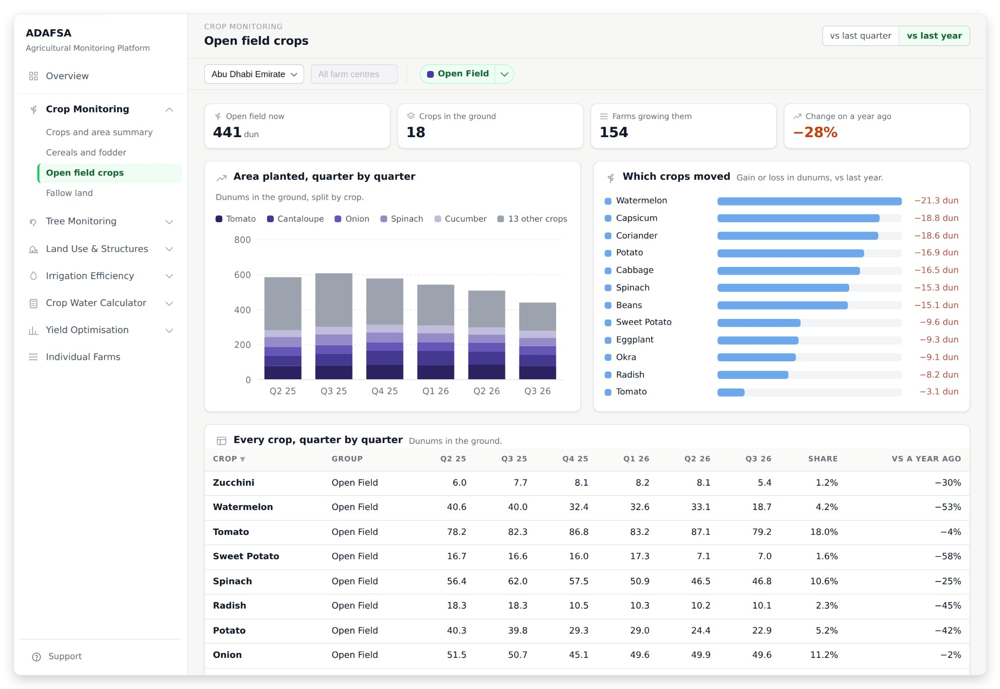 ADAFSA
Agricultural Monitoring Platform
Overview
Crop Monitoring
Crops and area summary
Cereals and fodder
Open field crops
Fallow land
Tree Monitoring
Land Use & Structures
Irrigation Efficiency
Crop Water Calculator
Yield Optimisation
Individual Farms
Support
CROP MONITORING
Open field crops
vs last quarter vs last year
Abu Dhabi Emirate All farm centres Open Field
Open field now
441 dun
Crops in the ground
18
Farms growing them
154
Change on a year ago
−28%
Area planted, quarter by quarter
Dunums in the ground, split by crop.
Tomato Cantaloupe Onion Spinach Cucumber 13 other crops
800
600
400
200
0
Q2 25 Q3 25 Q4 25 Q1 26 Q2 26 Q3 26
Which crops moved Gain or loss in dunums, vs last year.
Watermelon −21.3 dun
Capsicum −18.8 dun
Coriander −18.6 dun
Potato −16.9 dun
Cabbage −16.5 dun
Spinach −15.3 dun
Beans −15.1 dun
Sweet Potato −9.6 dun
Eggplant −9.3 dun
Okra −9.1 dun
Radish −8.2 dun
Tomato −3.1 dun
Every crop, quarter by quarter Dunums in the ground.
CROP ▼ GROUP Q2 25 Q3 25 Q4 25 Q1 26 Q2 26 Q3 26 SHARE VS A YEAR AGO
Zucchini Open Field 6.0 7.7 8.1 8.2 8.1 5.4 1.2% −30%
Watermelon Open Field 40.6 40.0 32.4 32.6 33.1 18.7 4.2% −53%
Tomato Open Field 78.2 82.3 86.8 83.2 87.1 79.2 18.0% −4%
Sweet Potato Open Field 16.7 16.6 16.0 17.3 7.1 7.0 1.6% −58%
Spinach Open Field 56.4 62.0 57.5 50.9 46.5 46.8 10.6% −25%
Radish Open Field 18.3 18.3 10.5 10.3 10.2 10.1 2.3% −45%
Potato Open Field 40.3 39.8 29.3 29.0 24.4 22.9 5.2% −42%
Onion Open Field 51.5 50.7 45.1 49.6 49.9 49.6 11.2% −2%